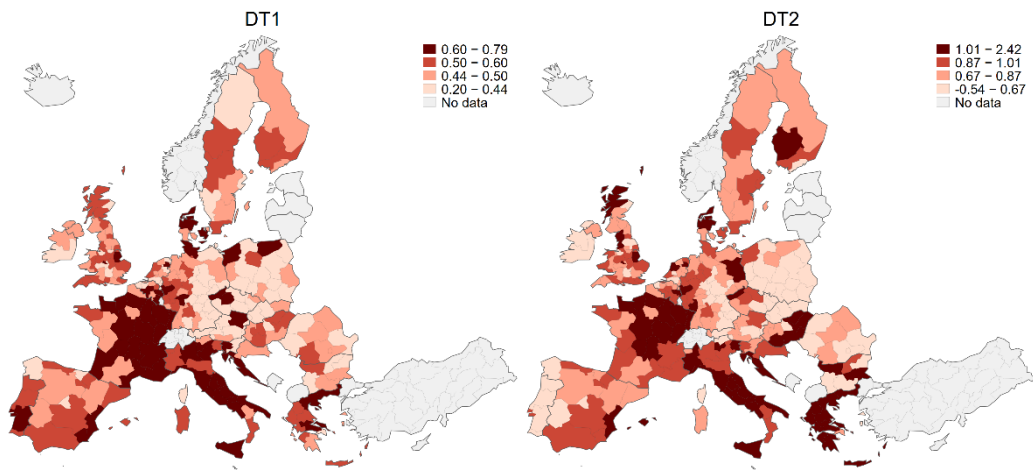 DT1
0.60 – 0.79
0.50 – 0.60
0.44 – 0.50
0.20 – 0.44
No data
DT2
1.01 – 2.42
0.87 – 1.01
0.67 – 0.87
-0.54 – 0.67
No data